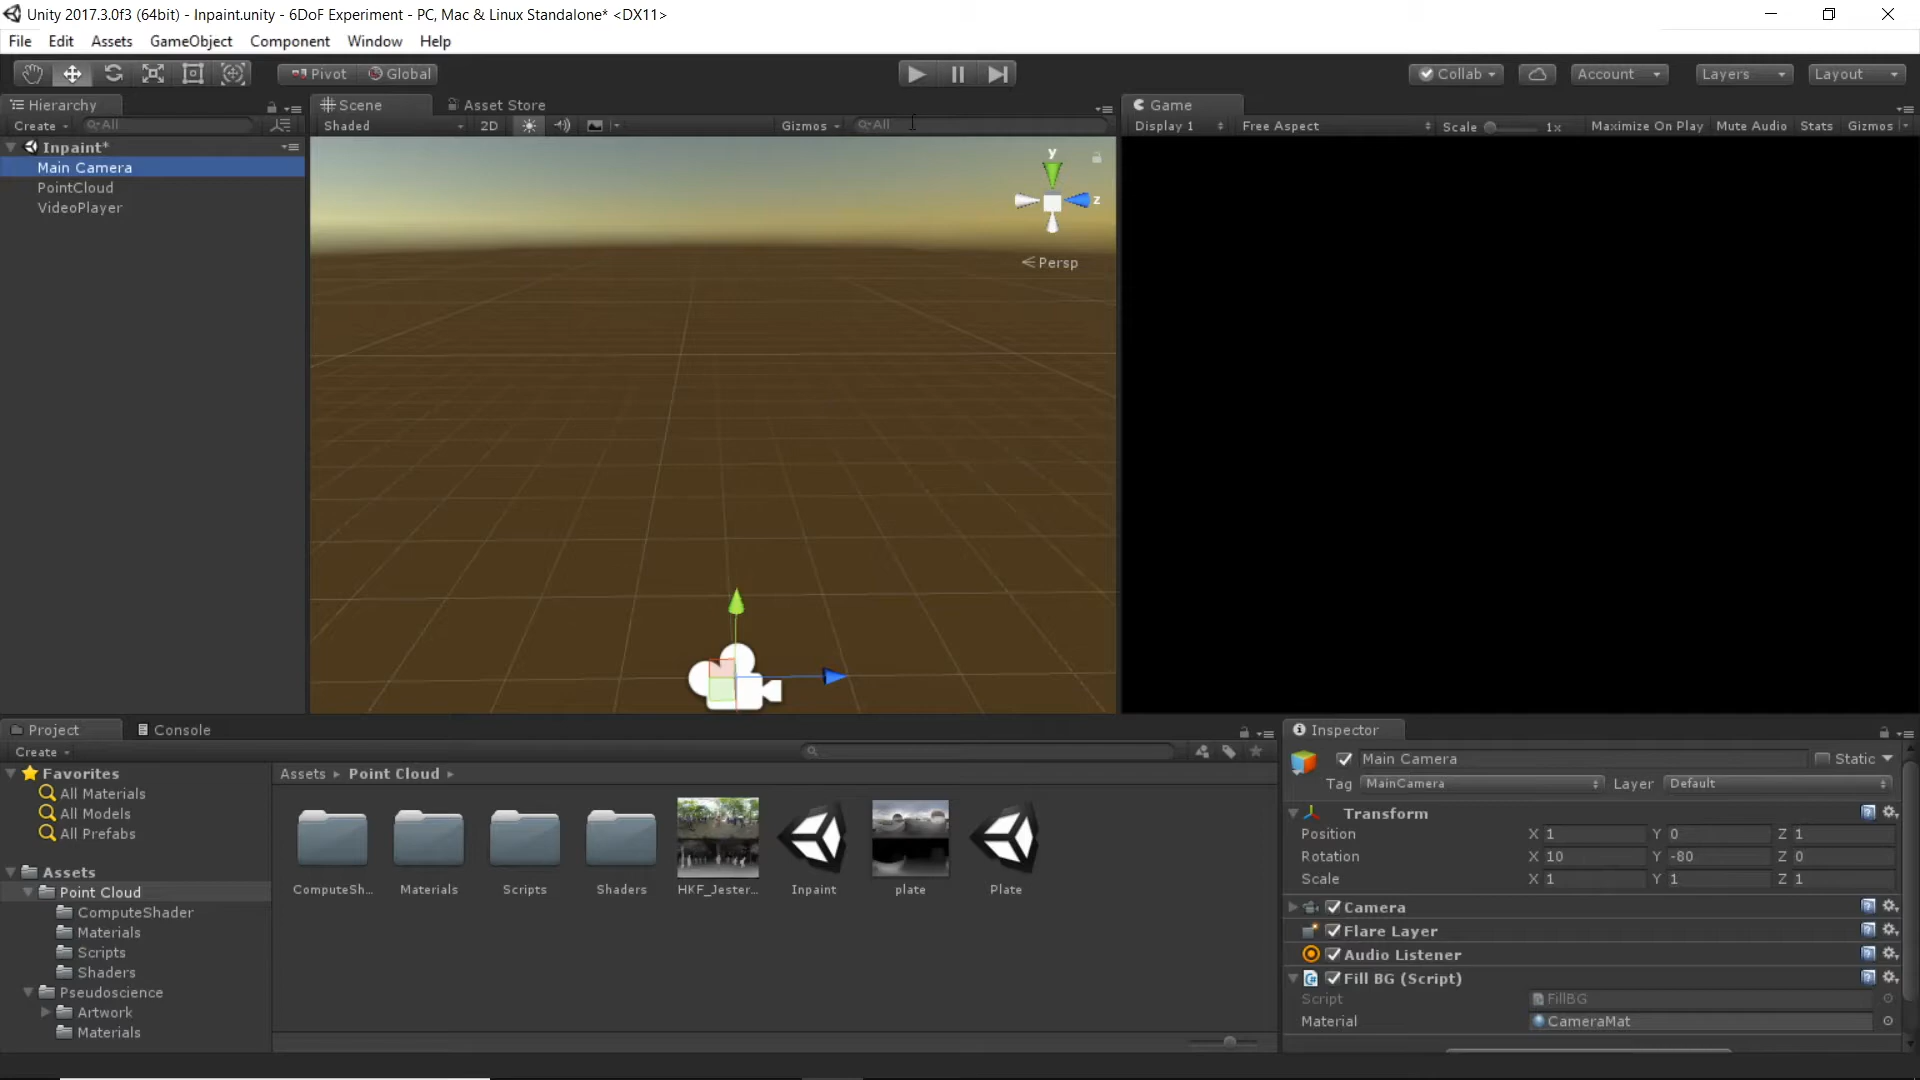 Unity 2017.3.0f3 (64bit) - Inpaint.unity - 6DoF Experiment - PC, Mac & Linux Standalone* <DX11>
File Edit Assets GameObject Component Window Help
Pivot Global Collab Account Layers Layout
Hierarchy Scene Asset Store Game
Create All Shaded 2D Gizmos All Display 1 Free Aspect Scale 1x Maximize On Play Mute Audio Stats Gizmos
Inpaint*
Main Camera
PointCloud
VideoPlayer
y
z
Persp
Project Console
Create
Favorites
All Materials
All Models
All Prefabs
Assets
Point Cloud
ComputeShader
Materials
Scripts
Shaders
Pseudoscience
Artwork
Materials
Assets Point Cloud
ComputeSh... Materials Scripts Shaders HKF_Jester... Inpaint plate Plate
Inspector
Main Camera Static
Tag MainCamera Layer Default
Transform
Position X 1 Y 0 Z 1
Rotation X 10 Y -80 Z 0
Scale X 1 Y 1 Z 1
Camera
Flare Layer
Audio Listener
Fill BG (Script)
Script FillBG
Material CameraMat